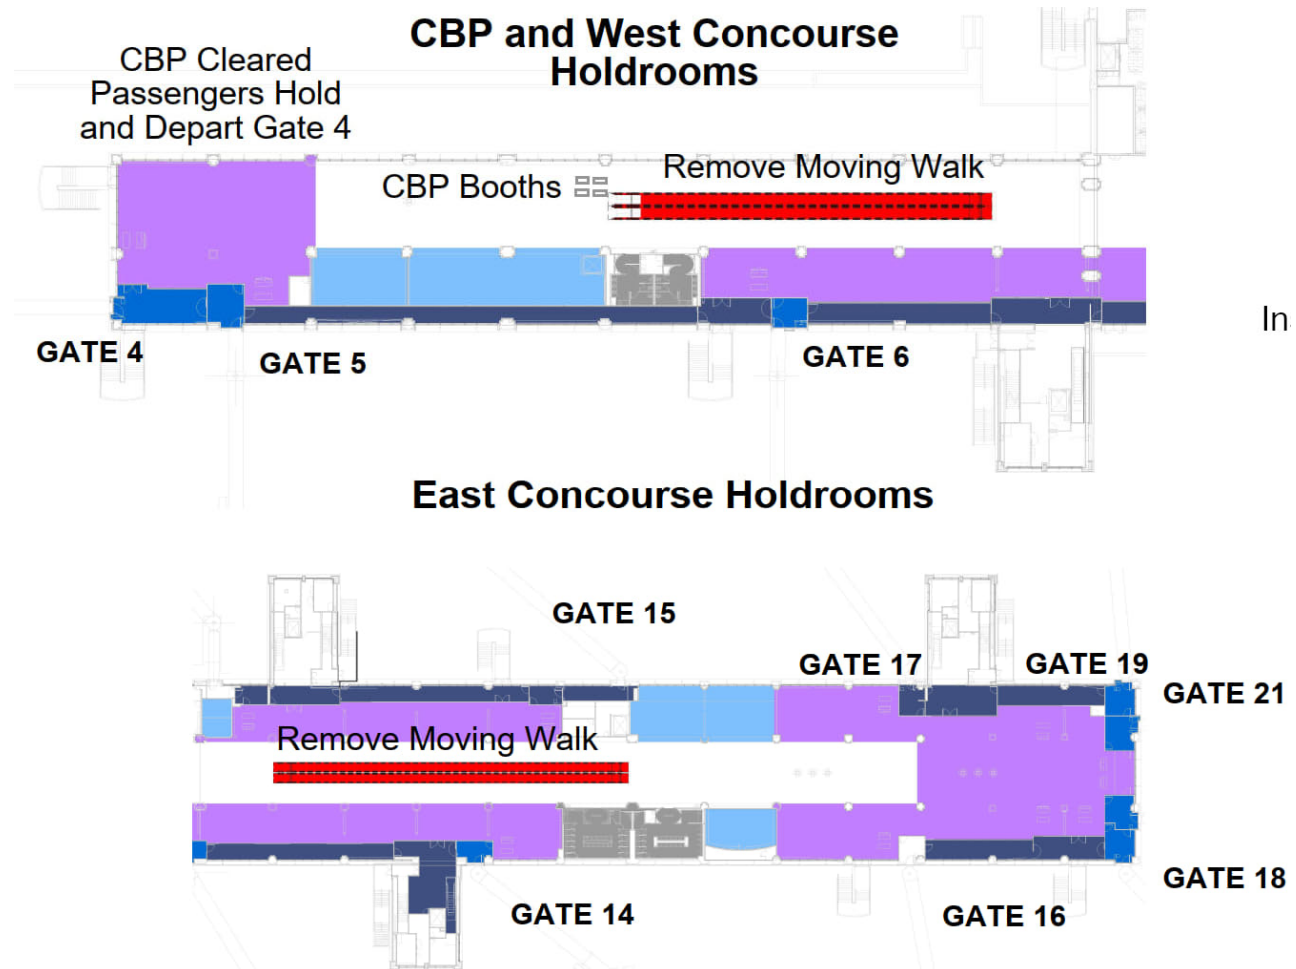 CBP and West Concourse
Holdrooms
CBP Cleared
Passengers Hold
and Depart Gate 4
Remove Moving Walk
CBP Booths
GATE 4
GATE 5
GATE 6
East Concourse Holdrooms
GATE 15
GATE 17
GATE 19
GATE 21
Remove Moving Walk
GATE 18
GATE 14
GATE 16